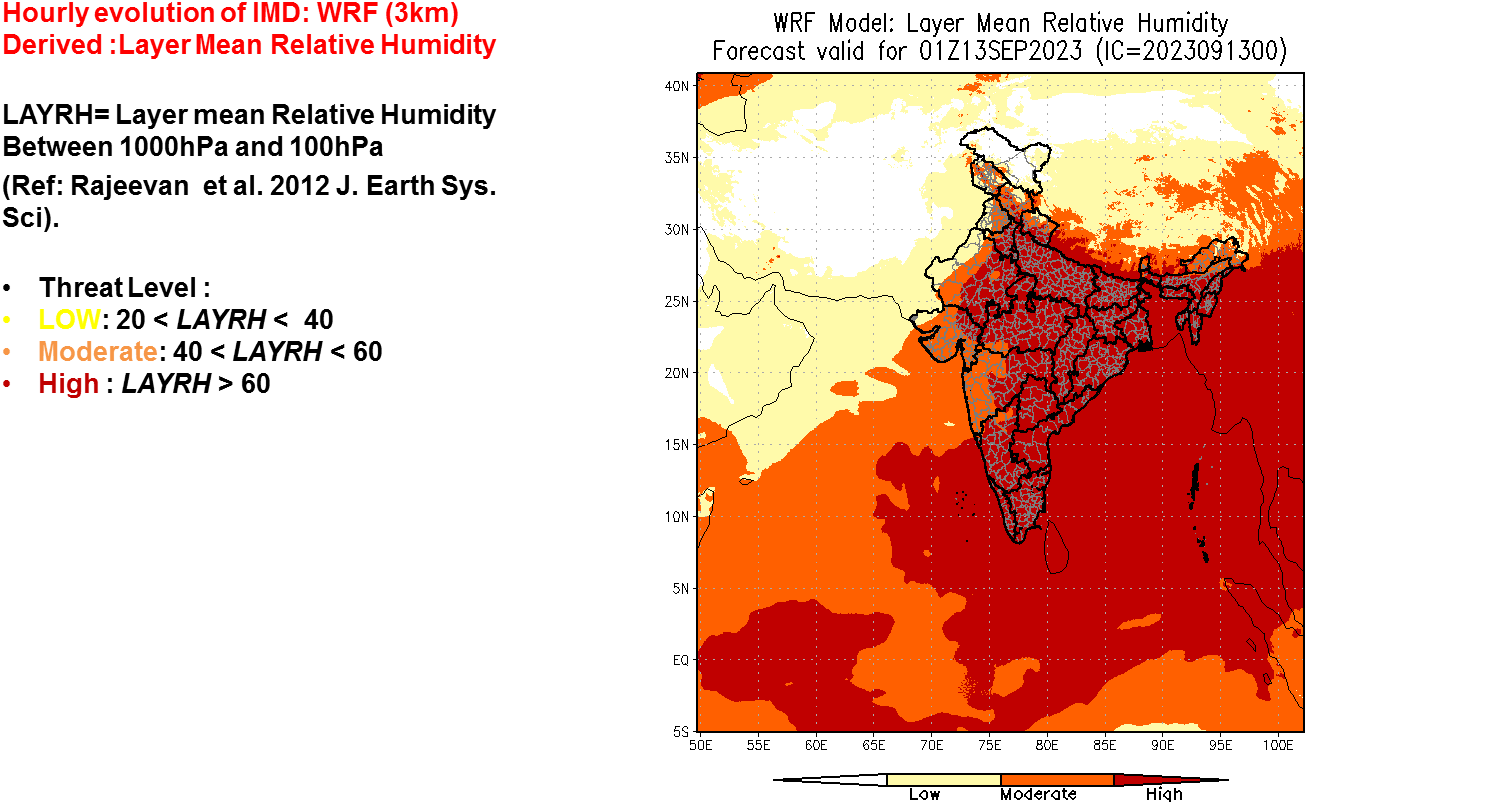 Hourly evolution of IMD: WRF (3km)
Derived :Layer Mean Relative Humidity
LAYRH= Layer mean Relative Humidity
Between 1000hPa and 100hPa
(Ref: Rajeevan et al. 2012 J. Earth Sys.
Sci).
• Threat Level :
• LOW: 20 < LAYRH < 40
• Moderate: 40 < LAYRH < 60
• High : LAYRH > 60
WRF Model: Layer Mean Relative Humidity
Forecast valid for 01Z13SEP2023 (IC=2023091300)
40N
35N
30N
25N
20N
15N
10N
5N
EQ
5S
50E 55E 60E 65E 70E 75E 80E 85E 90E 95E 100E
Low Moderate High